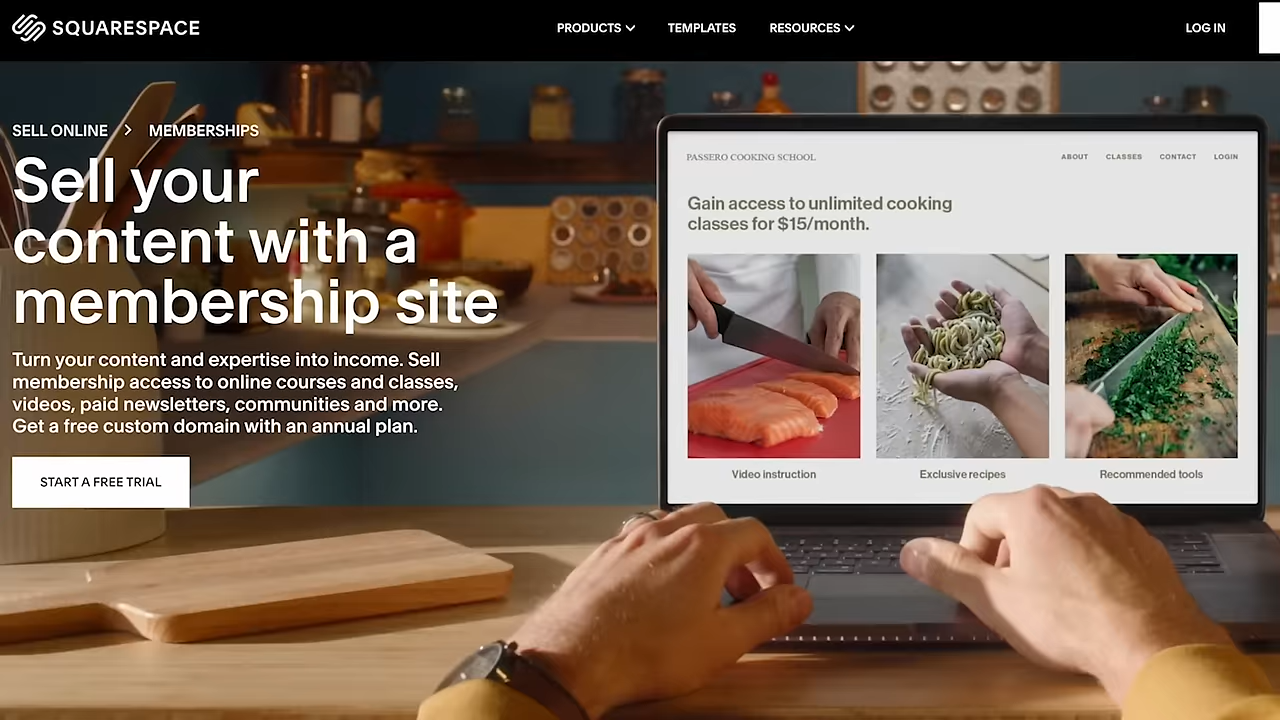 SQUARESPACE
PRODUCTS
TEMPLATES
RESOURCES
LOG IN
SELL ONLINE > MEMBERSHIPS
Sell your
content with a
membership site
Turn your content and expertise into income. Sell
membership access to online courses and classes,
videos, paid newsletters, communities and more.
Get a free custom domain with an annual plan.
START A FREE TRIAL
PASSERO COOKING SCHOOL
ABOUT
CLASSES
CONTACT
LOGIN
Gain access to unlimited cooking
classes for $15/month.
Video instruction
Exclusive recipes
Recommended tools